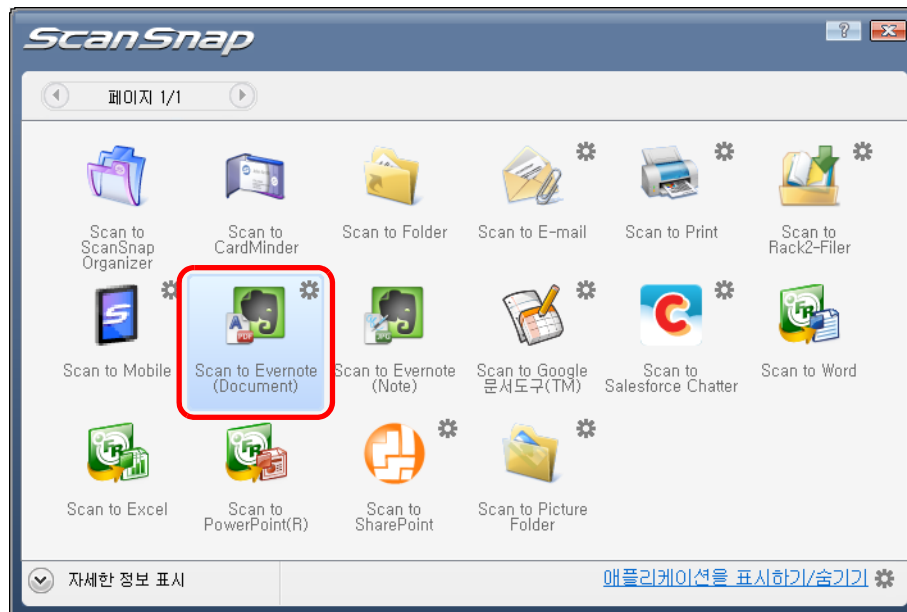 ScanSnap
페이지 1/1
Scan to
ScanSnap
Organizer
Scan to
CardMinder
Scan to Folder
Scan to E-mail
Scan to Print
Scan to
Rack2-Filer
Scan to Mobile
Scan to Evernote
(Document)
Scan to Evernote
(Note)
Scan to Google
문서도구(TM)
Scan to
Salesforce Chatter
Scan to Word
Scan to Excel
Scan to
PowerPoint(R)
Scan to
SharePoint
Scan to Picture
Folder
자세한 정보 표시
애플리케이션을 표시하기/숨기기